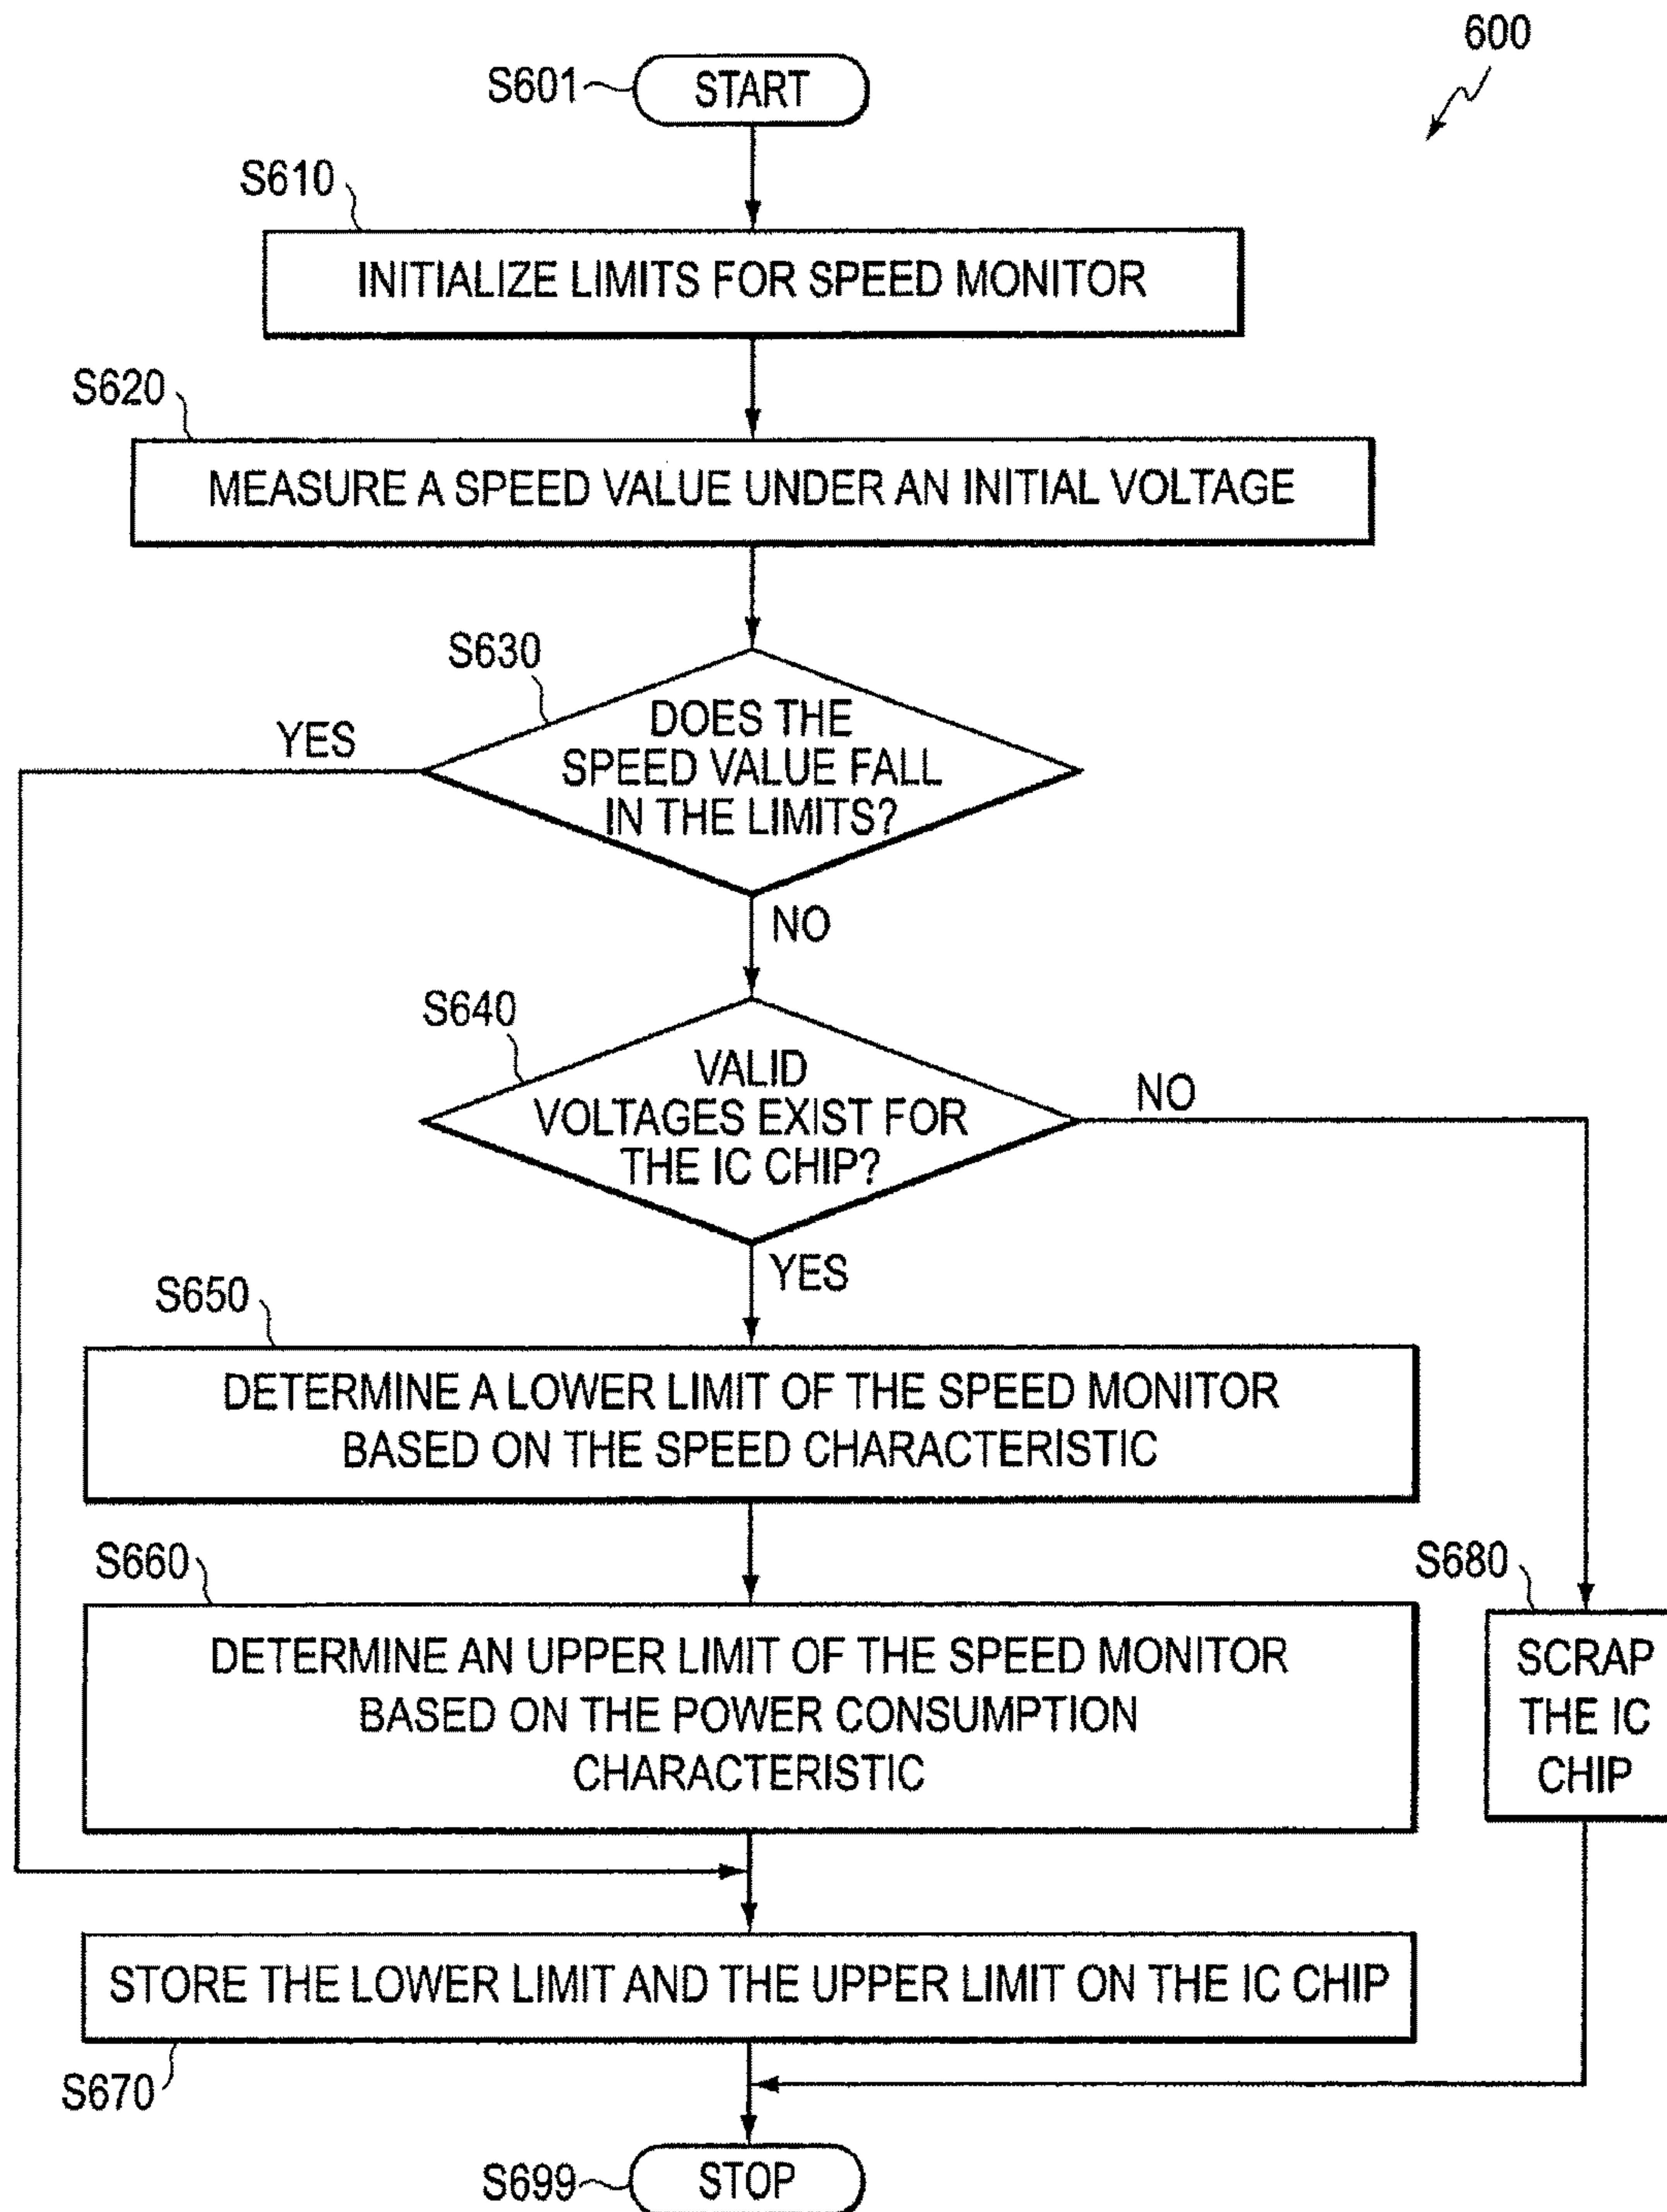 600
S601
START
S610
INITIALIZE LIMITS FOR SPEED MONITOR
S620
MEASURE A SPEED VALUE UNDER AN INITIAL VOLTAGE
S630
DOES THE
SPEED VALUE FALL
IN THE LIMITS?
YES
NO
S640
VALID
VOLTAGES EXIST FOR
THE IC CHIP?
NO
YES
S650
DETERMINE A LOWER LIMIT OF THE SPEED MONITOR
BASED ON THE SPEED CHARACTERISTIC
S660
DETERMINE AN UPPER LIMIT OF THE SPEED MONITOR
BASED ON THE POWER CONSUMPTION
CHARACTERISTIC
S680
SCRAP
THE IC
CHIP
STORE THE LOWER LIMIT AND THE UPPER LIMIT ON THE IC CHIP
S670
S699
STOP